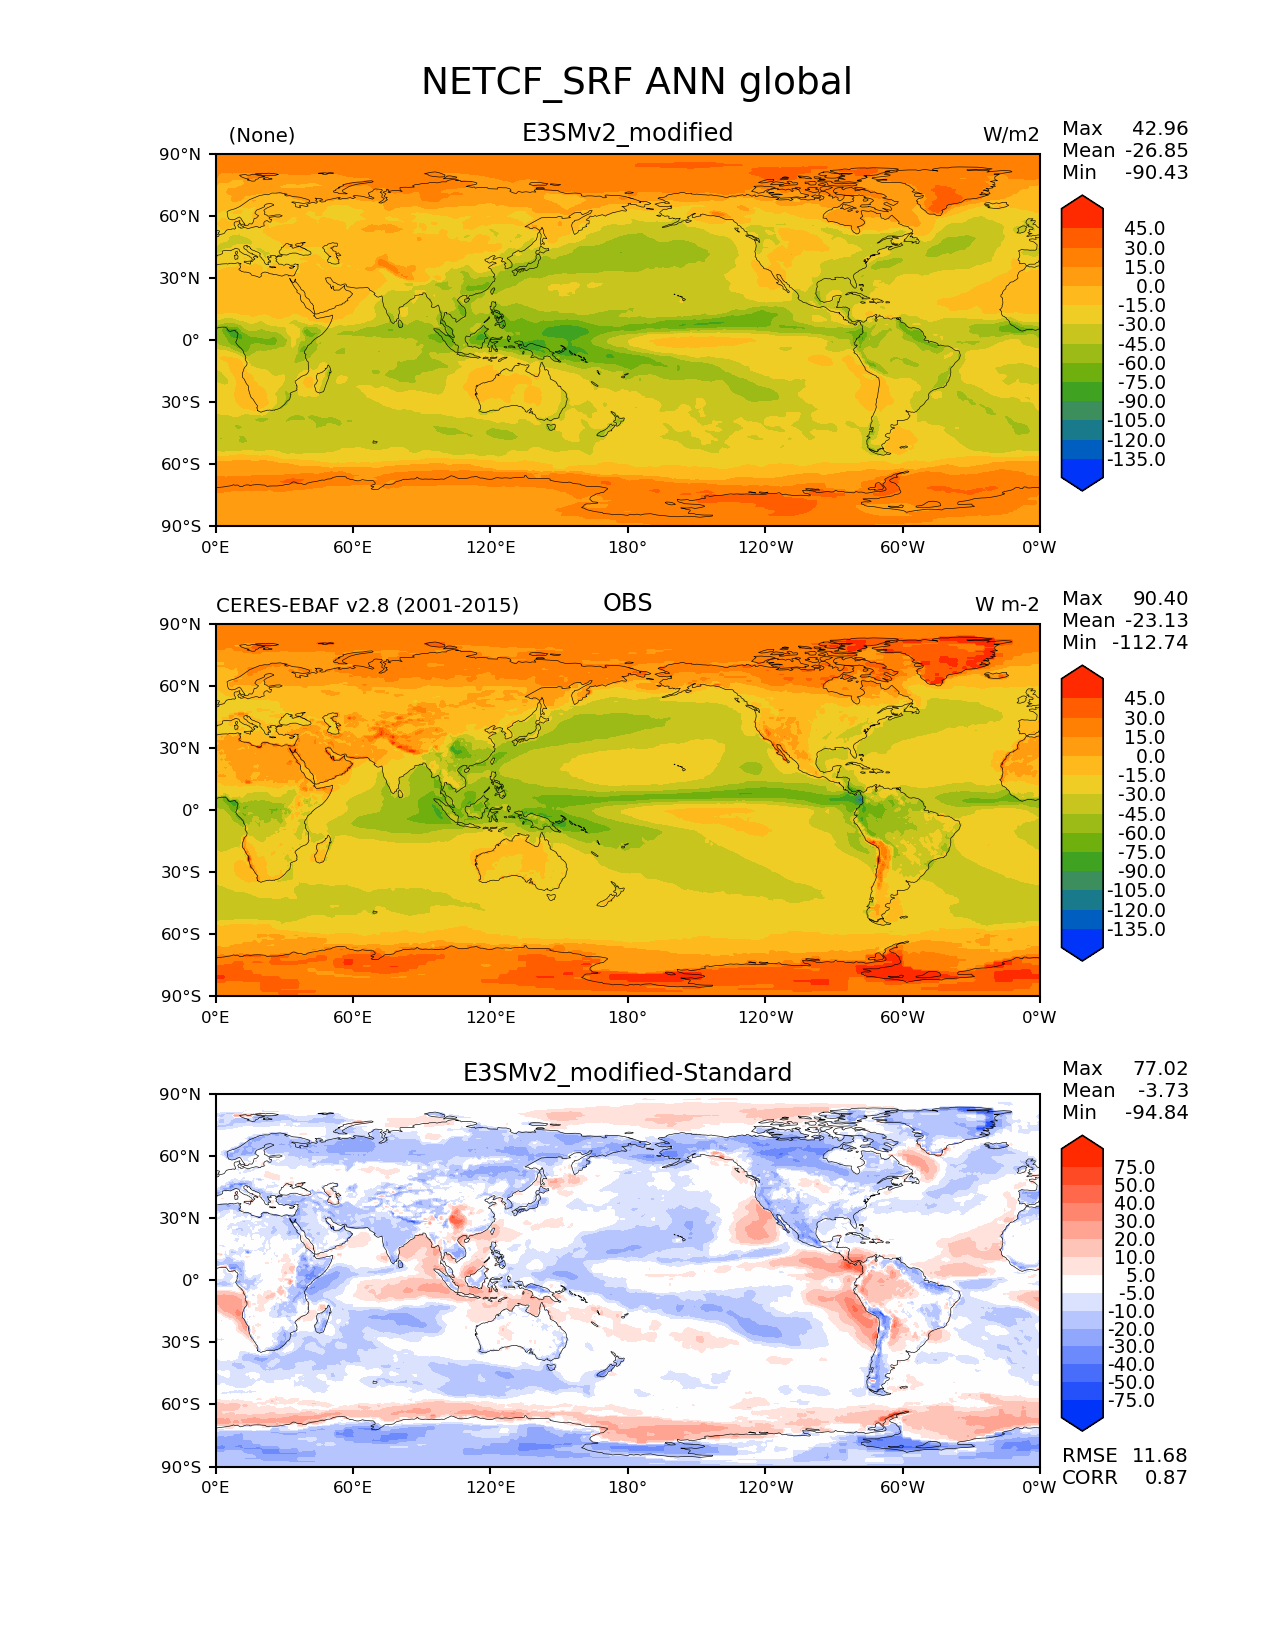 NETCF_SRF ANN global
(None) E3SMv2_modified W/m2
Max 42.96
Mean -26.85
Min -90.43
90°N
60°N
30°N
0°
30°S
60°S
90°S
0°E 60°E 120°E 180° 120°W 60°W 0°W
45.0
30.0
15.0
0.0
-15.0
-30.0
-45.0
-60.0
-75.0
-90.0
-105.0
-120.0
-135.0
CERES-EBAF v2.8 (2001-2015) OBS W m-2
Max 90.40
Mean -23.13
Min -112.74
90°N
60°N
30°N
0°
30°S
60°S
90°S
0°E 60°E 120°E 180° 120°W 60°W 0°W
45.0
30.0
15.0
0.0
-15.0
-30.0
-45.0
-60.0
-75.0
-90.0
-105.0
-120.0
-135.0
E3SMv2_modified-Standard
Max 77.02
Mean -3.73
Min -94.84
90°N
60°N
30°N
0°
30°S
60°S
90°S
0°E 60°E 120°E 180° 120°W 60°W 0°W
75.0
50.0
40.0
30.0
20.0
10.0
5.0
-5.0
-10.0
-20.0
-30.0
-40.0
-50.0
-75.0
RMSE 11.68
CORR 0.87